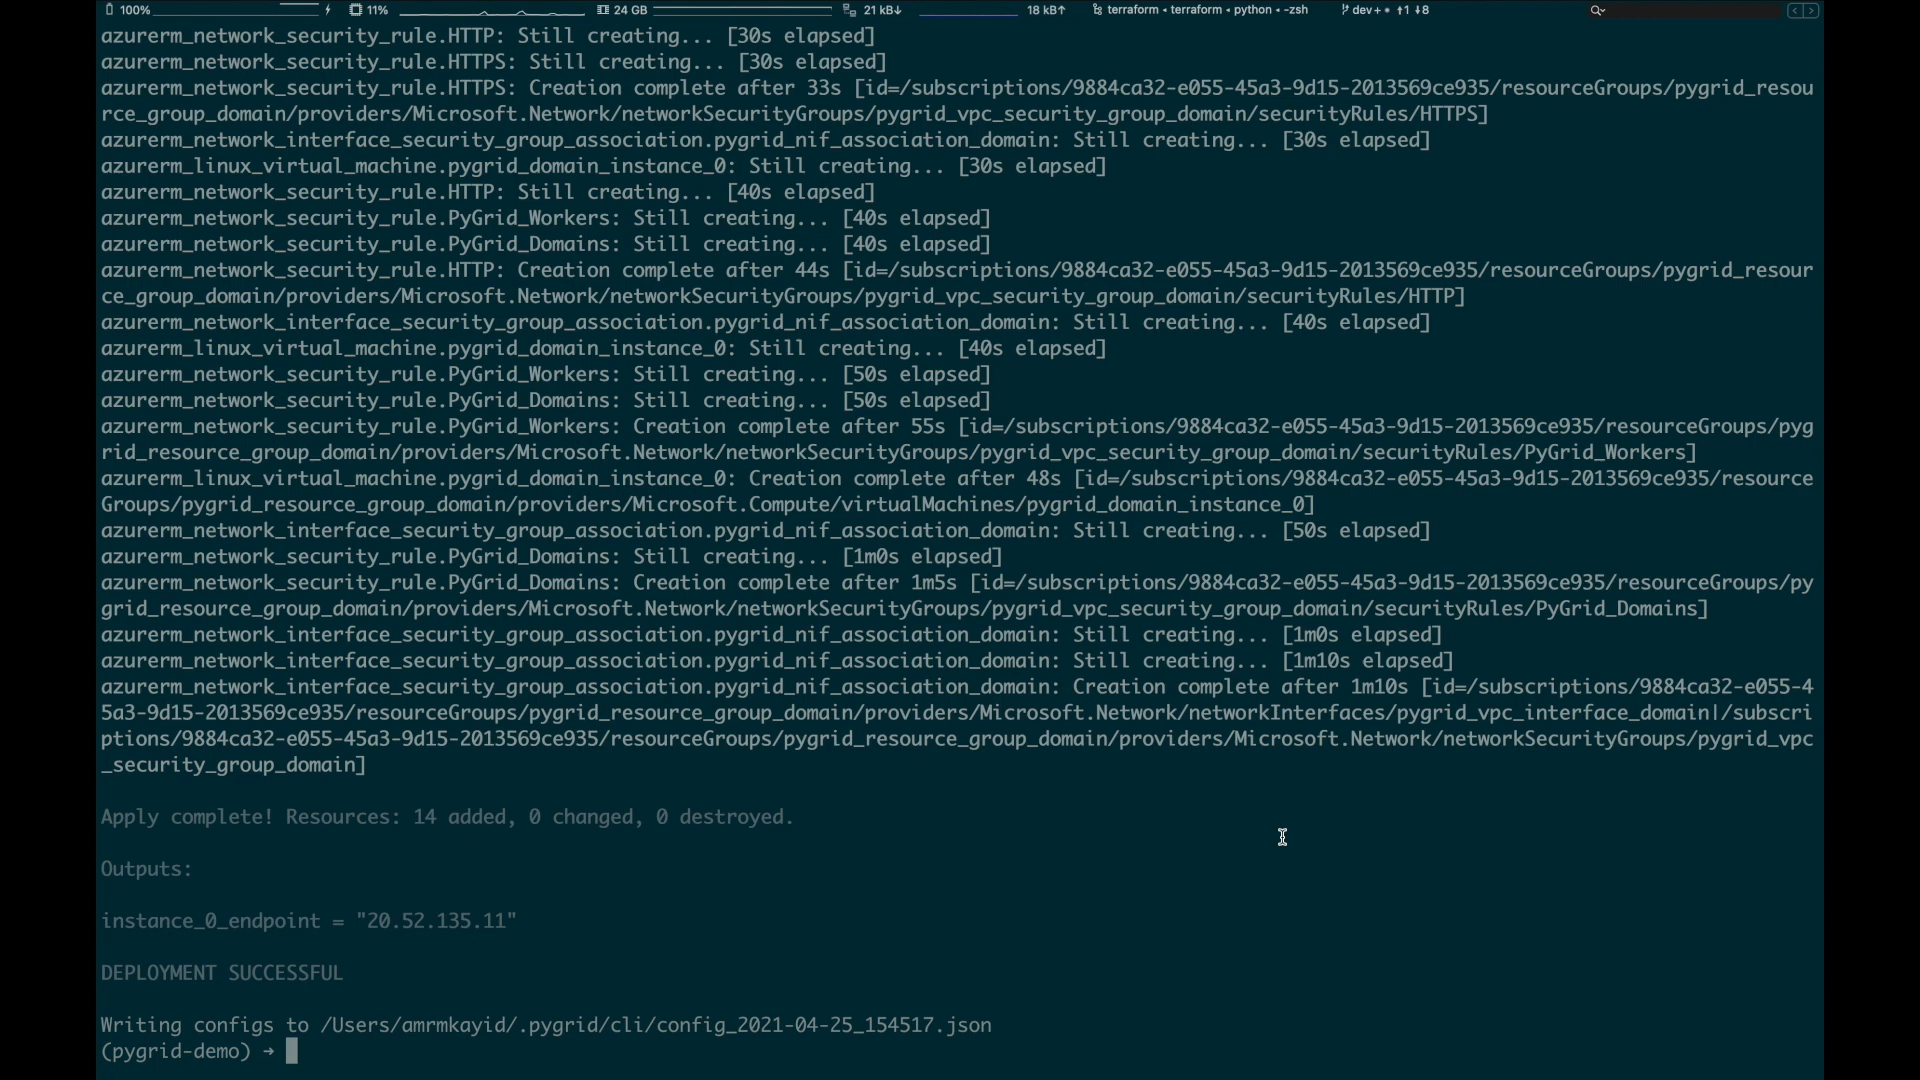 100% 11% 24 GB 21 kB↓ 18 kB↑ terraform • terraform • python • -zsh dev+• ↑1 ↓8
azurerm_network_security_rule.HTTP: Still creating... [30s elapsed]
azurerm_network_security_rule.HTTPS: Still creating... [30s elapsed]
azurerm_network_security_rule.HTTPS: Creation complete after 33s [id=/subscriptions/9884ca32-e055-45a3-9d15-2013569ce935/resourceGroups/pygrid_resou
rce_group_domain/providers/Microsoft.Network/networkSecurityGroups/pygrid_vpc_security_group_domain/securityRules/HTTPS]
azurerm_network_interface_security_group_association.pygrid_nif_association_domain: Still creating... [30s elapsed]
azurerm_linux_virtual_machine.pygrid_domain_instance_0: Still creating... [30s elapsed]
azurerm_network_security_rule.HTTP: Still creating... [40s elapsed]
azurerm_network_security_rule.PyGrid_Workers: Still creating... [40s elapsed]
azurerm_network_security_rule.PyGrid_Domains: Still creating... [40s elapsed]
azurerm_network_security_rule.HTTP: Creation complete after 44s [id=/subscriptions/9884ca32-e055-45a3-9d15-2013569ce935/resourceGroups/pygrid_resour
ce_group_domain/providers/Microsoft.Network/networkSecurityGroups/pygrid_vpc_security_group_domain/securityRules/HTTP]
azurerm_network_interface_security_group_association.pygrid_nif_association_domain: Still creating... [40s elapsed]
azurerm_linux_virtual_machine.pygrid_domain_instance_0: Still creating... [40s elapsed]
azurerm_network_security_rule.PyGrid_Workers: Still creating... [50s elapsed]
azurerm_network_security_rule.PyGrid_Domains: Still creating... [50s elapsed]
azurerm_network_security_rule.PyGrid_Workers: Creation complete after 55s [id=/subscriptions/9884ca32-e055-45a3-9d15-2013569ce935/resourceGroups/pyg
rid_resource_group_domain/providers/Microsoft.Network/networkSecurityGroups/pygrid_vpc_security_group_domain/securityRules/PyGrid_Workers]
azurerm_linux_virtual_machine.pygrid_domain_instance_0: Creation complete after 48s [id=/subscriptions/9884ca32-e055-45a3-9d15-2013569ce935/resource
Groups/pygrid_resource_group_domain/providers/Microsoft.Compute/virtualMachines/pygrid_domain_instance_0]
azurerm_network_interface_security_group_association.pygrid_nif_association_domain: Still creating... [50s elapsed]
azurerm_network_security_rule.PyGrid_Domains: Still creating... [1m0s elapsed]
azurerm_network_security_rule.PyGrid_Domains: Creation complete after 1m5s [id=/subscriptions/9884ca32-e055-45a3-9d15-2013569ce935/resourceGroups/py
grid_resource_group_domain/providers/Microsoft.Network/networkSecurityGroups/pygrid_vpc_security_group_domain/securityRules/PyGrid_Domains]
azurerm_network_interface_security_group_association.pygrid_nif_association_domain: Still creating... [1m0s elapsed]
azurerm_network_interface_security_group_association.pygrid_nif_association_domain: Still creating... [1m10s elapsed]
azurerm_network_interface_security_group_association.pygrid_nif_association_domain: Creation complete after 1m10s [id=/subscriptions/9884ca32-e055-4
5a3-9d15-2013569ce935/resourceGroups/pygrid_resource_group_domain/providers/Microsoft.Network/networkInterfaces/pygrid_vpc_interface_domain|/subscri
ptions/9884ca32-e055-45a3-9d15-2013569ce935/resourceGroups/pygrid_resource_group_domain/providers/Microsoft.Network/networkSecurityGroups/pygrid_vpc
_security_group_domain]
Apply complete! Resources: 14 added, 0 changed, 0 destroyed.
Outputs:
instance_0_endpoint = "20.52.135.11"
DEPLOYMENT SUCCESSFUL
Writing configs to /Users/amrmkayid/.pygrid/cli/config_2021-04-25_154517.json
(pygrid-demo) →